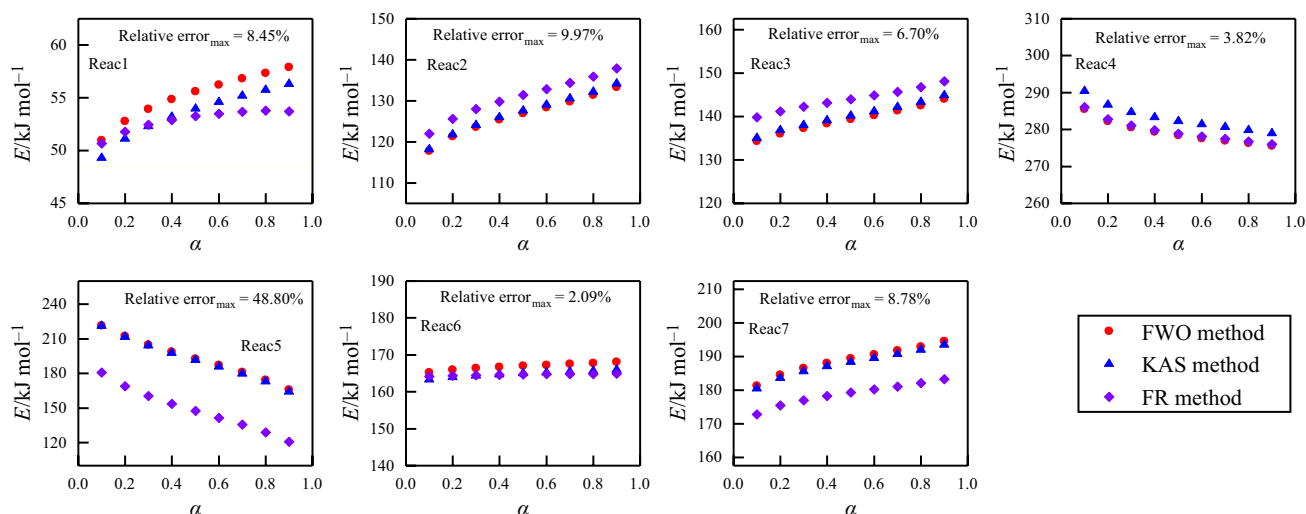 Relative error_max = 8.45%
Reac1
E/kJ mol⁻¹
60
55
50
45
0.0 0.2 0.4 0.6 0.8 1.0
α
Relative error_max = 9.97%
Reac2
E/kJ mol⁻¹
150
140
130
120
110
0.0 0.2 0.4 0.6 0.8 1.0
α
Relative error_max = 6.70%
Reac3
E/kJ mol⁻¹
160
150
140
130
120
0.0 0.2 0.4 0.6 0.8 1.0
α
Relative error_max = 3.82%
Reac4
E/kJ mol⁻¹
310
300
290
280
270
260
0.0 0.2 0.4 0.6 0.8 1.0
α
Relative error_max = 48.80%
Reac5
E/kJ mol⁻¹
240
210
180
150
120
0.0 0.2 0.4 0.6 0.8 1.0
α
Relative error_max = 2.09%
Reac6
E/kJ mol⁻¹
190
180
170
160
150
140
0.0 0.2 0.4 0.6 0.8 1.0
α
Relative error_max = 8.78%
Reac7
E/kJ mol⁻¹
210
200
190
180
170
160
0.0 0.2 0.4 0.6 0.8 1.0
α
FWO method
KAS method
FR method